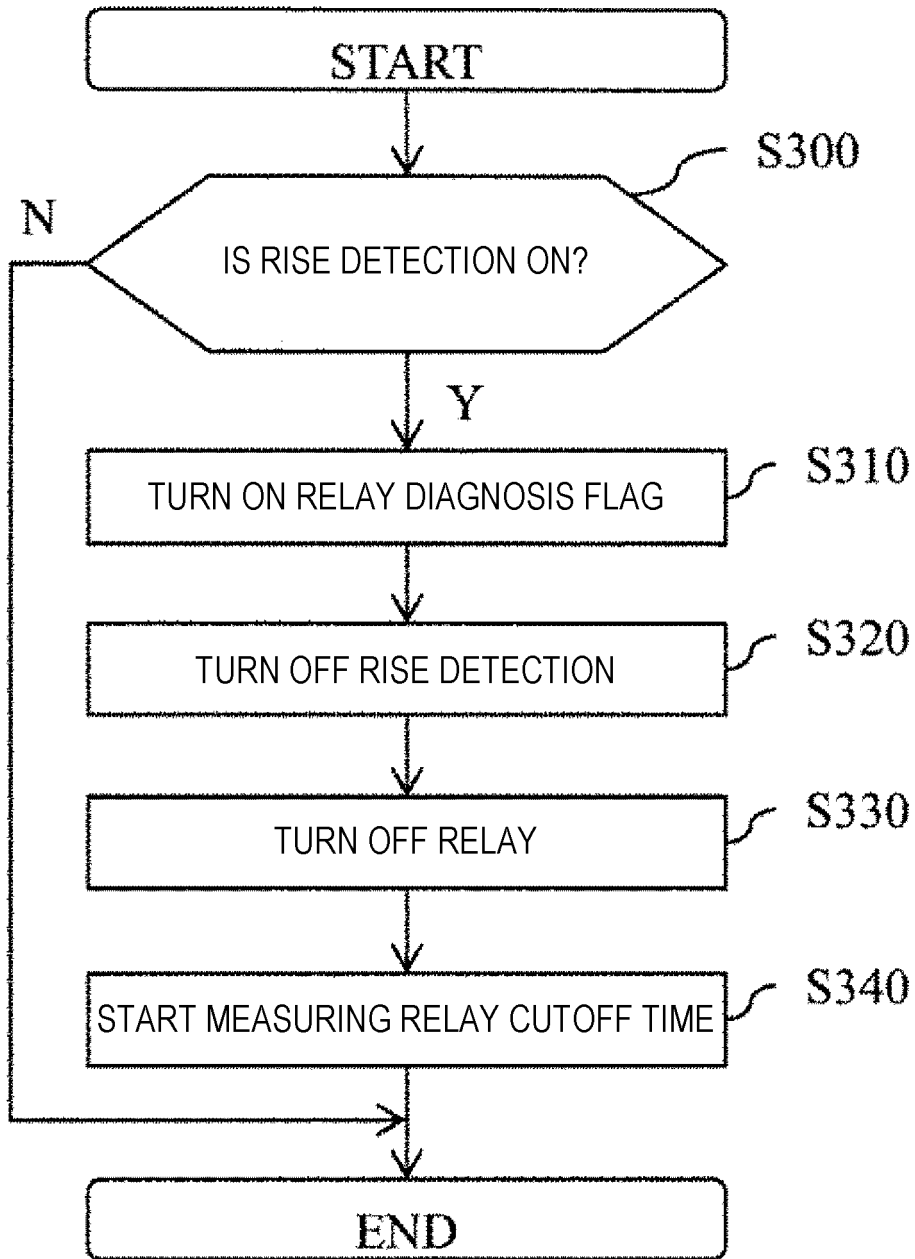 START
S300
N
IS RISE DETECTION ON?
Y
S310
TURN ON RELAY DIAGNOSIS FLAG
S320
TURN OFF RISE DETECTION
S330
TURN OFF RELAY
S340
START MEASURING RELAY CUTOFF TIME
END